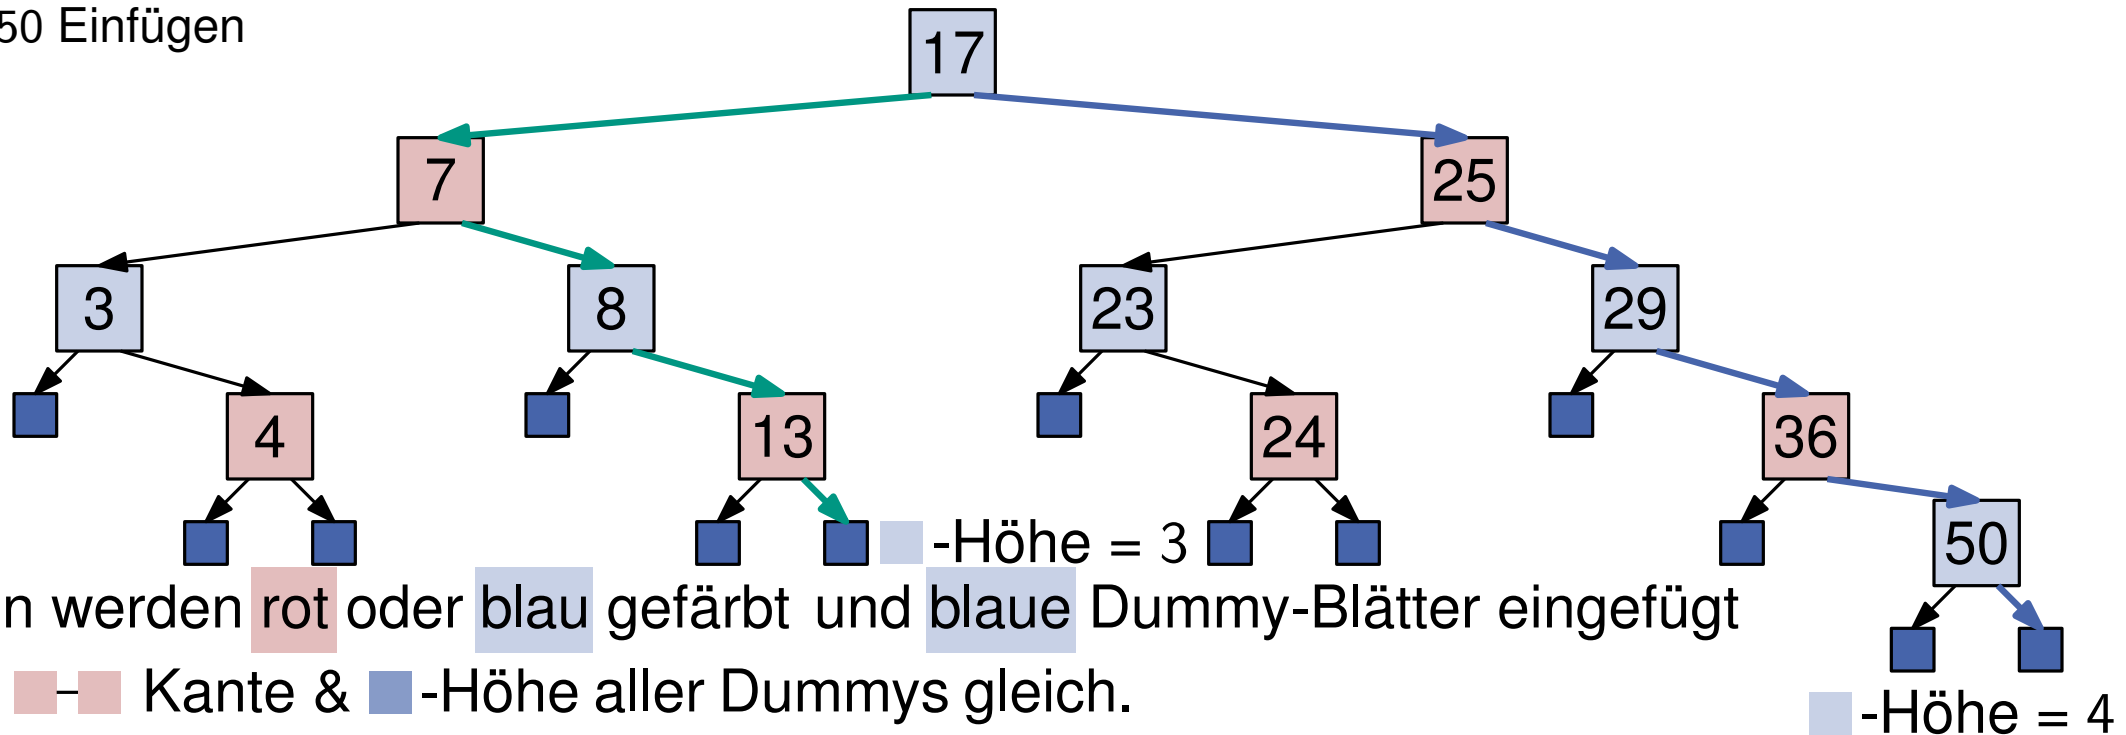 50 Einfügen
17
7
25
3
8
23
29
4
13
24
36
-Höhe = 3
50
n werden rot oder blau gefärbt und blaue Dummy-Blätter eingefügt
Kante & -Höhe aller Dummys gleich.
-Höhe = 4